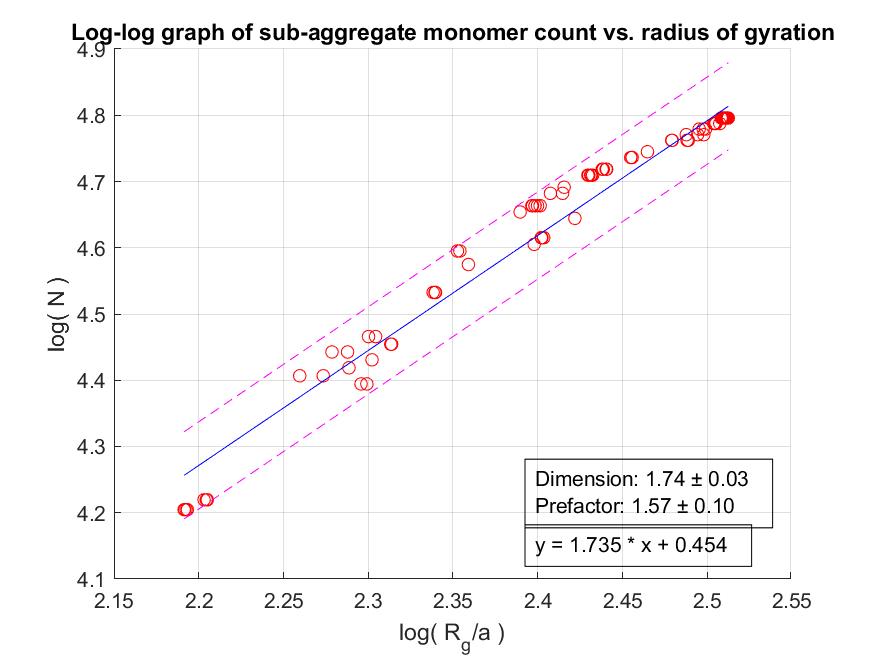 Log-log graph of sub-aggregate monomer count vs. radius of gyration
4.9
4.8
4.7
4.6
4.5
4.4
4.3
4.2
4.1
log( N )
Dimension: 1.74 ± 0.03
Prefactor: 1.57 ± 0.10
y = 1.735 * x + 0.454
2.15 2.2 2.25 2.3 2.35 2.4 2.45 2.5 2.55
log( R_g/a )